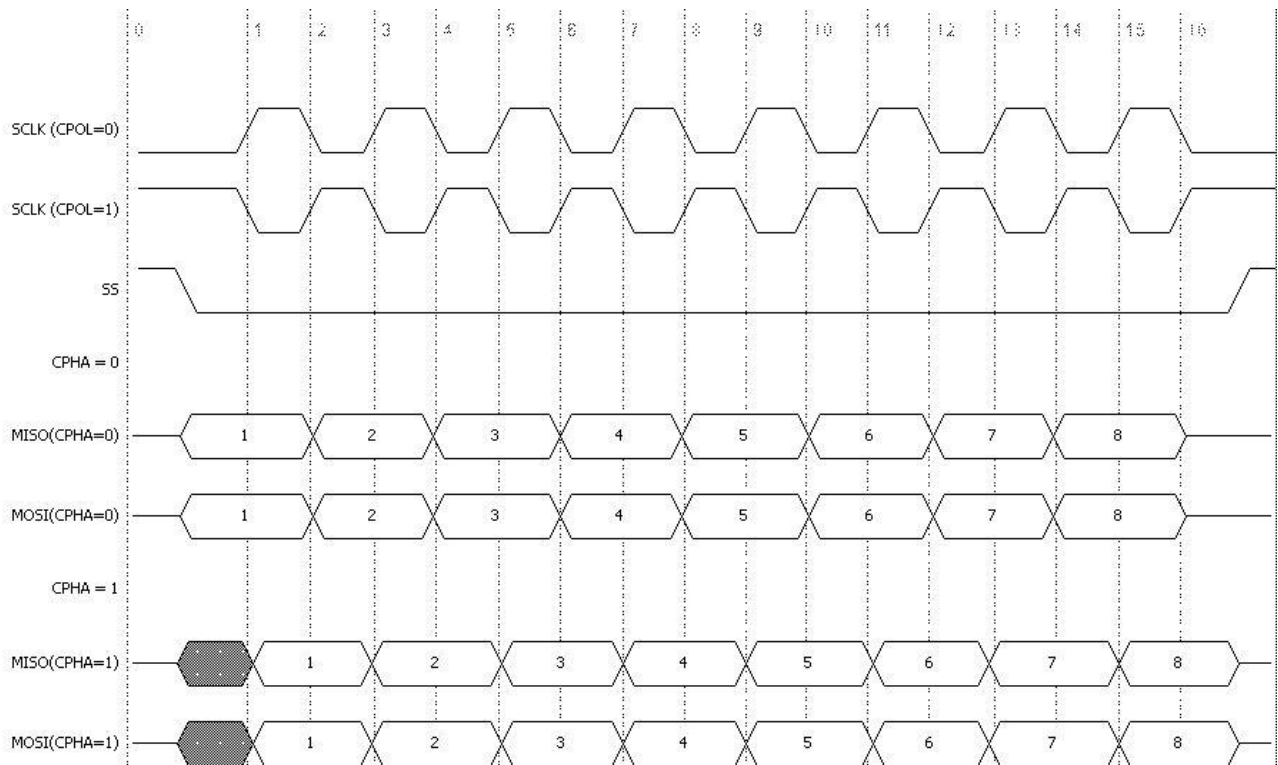 0 1 2 3 4 5 6 7 8 9 10 11 12 13 14 15 16
SCLK (CPOL=0)
SCLK (CPOL=1)
SS
CPHA = 0
MISO(CPHA=0) 1 2 3 4 5 6 7 8
MOSI(CPHA=0) 1 2 3 4 5 6 7 8
CPHA = 1
MISO(CPHA=1) 1 2 3 4 5 6 7 8
MOSI(CPHA=1) 1 2 3 4 5 6 7 8